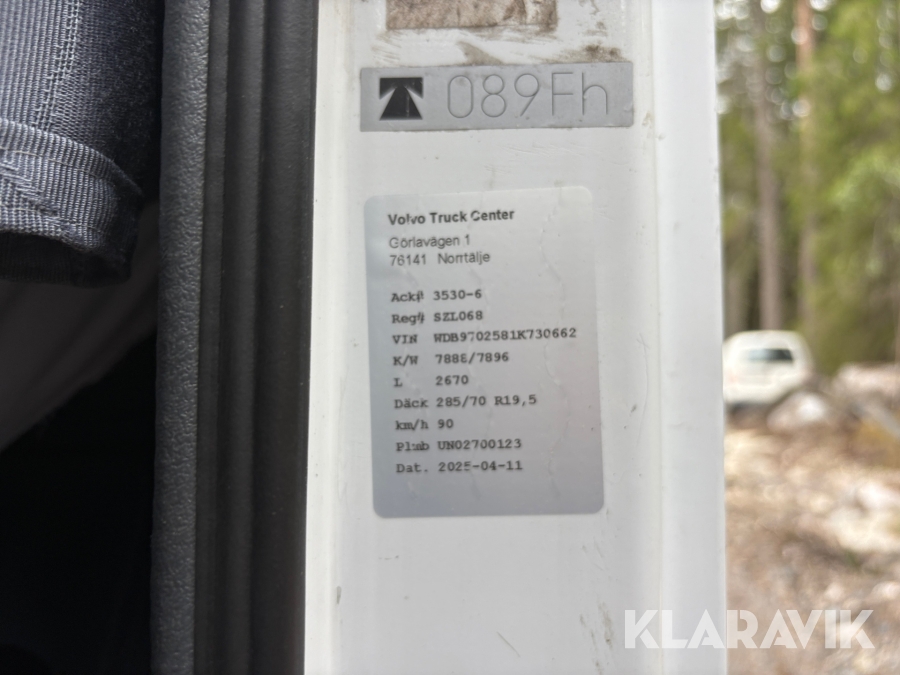 089Fh
Volvo Truck Center
Görlavägen 1
76141 Norrtälje
Ack# 3530-6
Reg# SZL068
VIN WDB9702581K730662
K/W 7888/7896
L 2670
Däck 285/70 R19,5
km/h 90
Plmb UN02700123
Dat. 2025-04-11
KLARAVIK